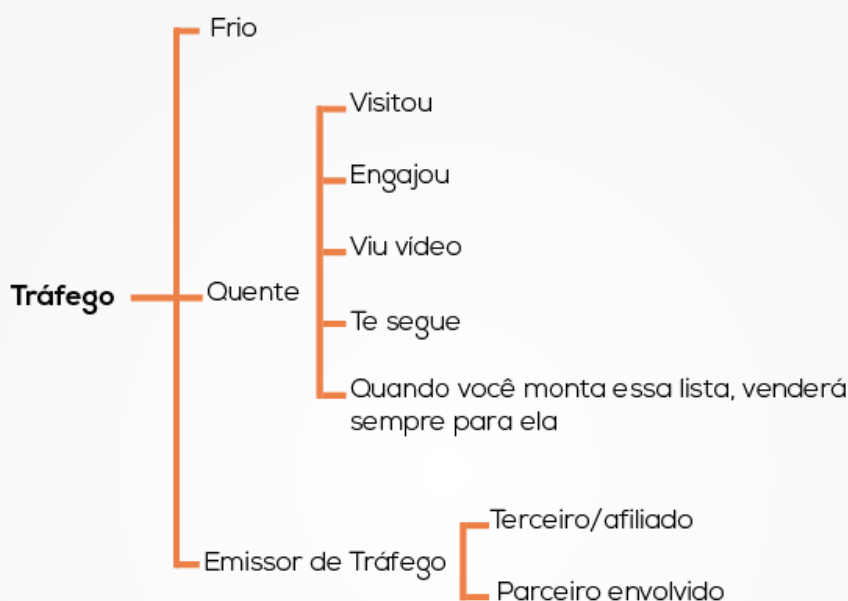 Frio
Visitou
Engajou
Viu vídeo
Tráfego
Quente
Te segue
Quando você monta essa lista, venderá
sempre para ela
Terceiro/afiliado
Emissor de Tráfego
Parceiro envolvido